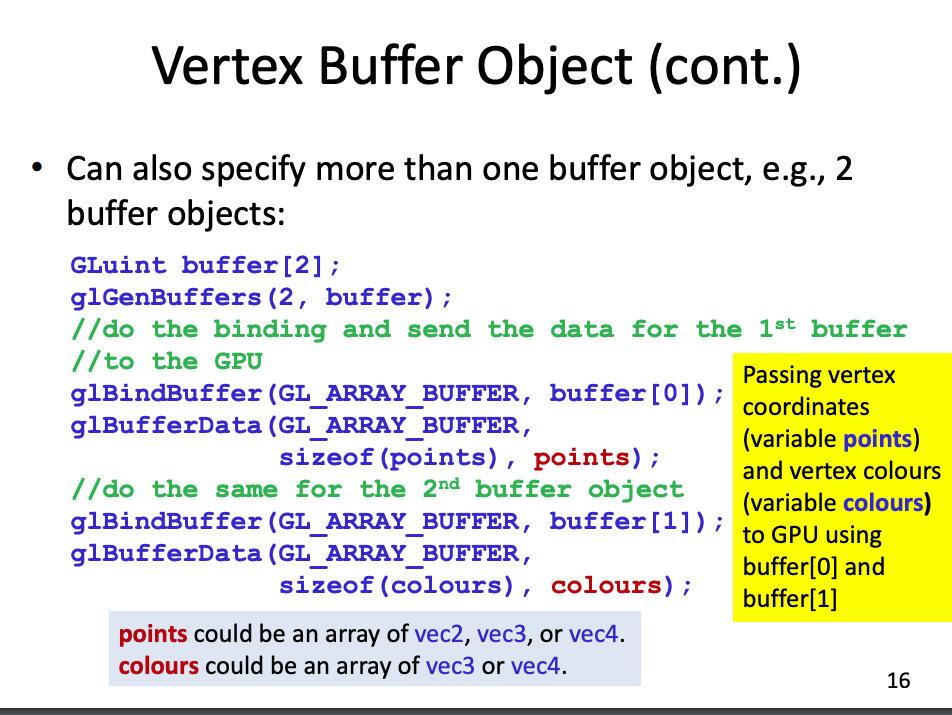 Vertex Buffer Object (cont.)
• Can also specify more than one buffer object, e.g., 2
buffer objects:
GLuint buffer[2];
glGenBuffers(2, buffer);
//do the binding and send the data for the 1st buffer
//to the GPU
glBindBuffer(GL_ARRAY_BUFFER, buffer[0]);
glBufferData(GL_ARRAY_BUFFER,
sizeof(points), points);
//do the same for the 2nd buffer object
glBindBuffer(GL_ARRAY_BUFFER, buffer[1]);
glBufferData(GL_ARRAY_BUFFER,
sizeof(colours), colours);
Passing vertex
coordinates
(variable points)
and vertex colours
(variable colours)
to GPU using
buffer[0] and
buffer[1]
points could be an array of vec2, vec3, or vec4.
colours could be an array of vec3 or vec4.
16